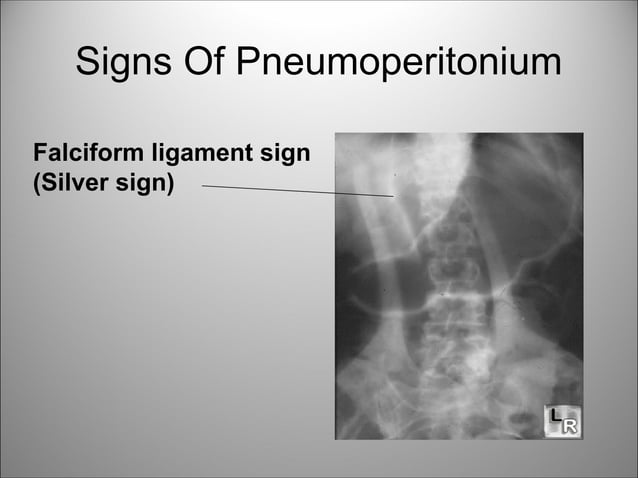 Signs Of Pneumoperitonium
Falciform ligament sign
(Silver sign)
L
R